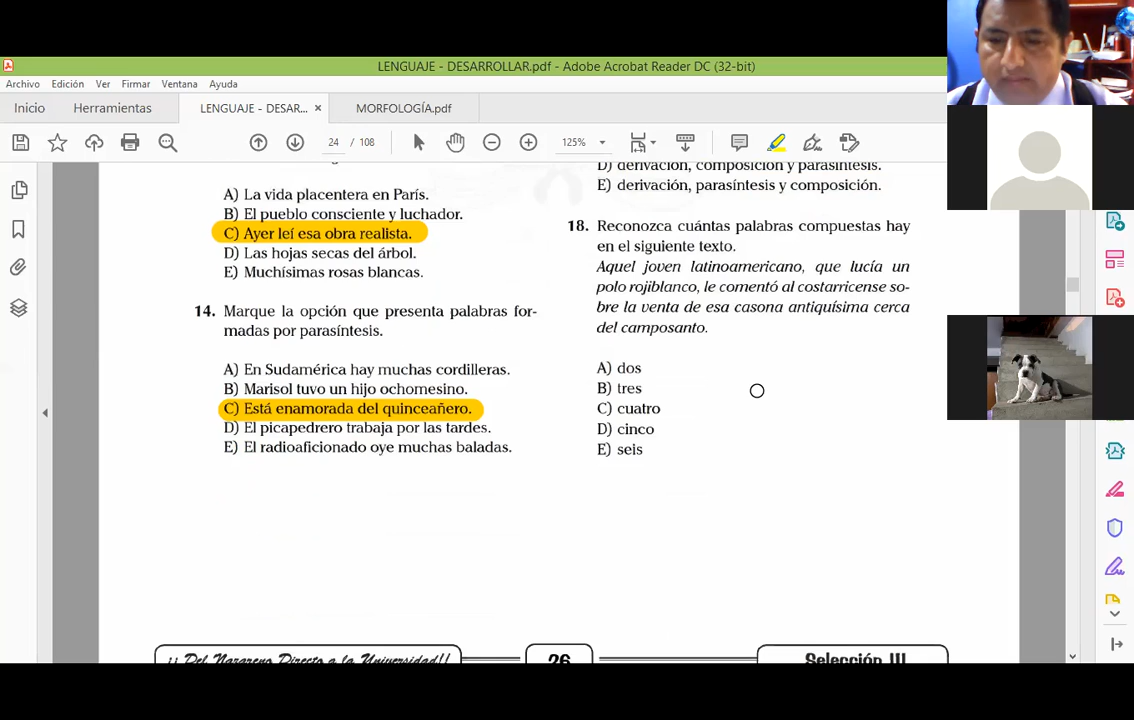 LENGUAJE - DESARROLLAR.pdf - Adobe Acrobat Reader DC (32-bit)
Archivo Edición Ver Firmar Ventana Ayuda
Inicio Herramientas LENGUAJE - DESAR... × MORFOLOGÍA.pdf
24 / 108 125%
A) La vida placentera en París.
B) El pueblo consciente y luchador.
C) Ayer leí esa obra realista.
D) Las hojas secas del árbol.
E) Muchísimas rosas blancas.
14. Marque la opción que presenta palabras for-
madas por parasíntesis.
A) En Sudamérica hay muchas cordilleras.
B) Marisol tuvo un hijo ochomesino.
C) Está enamorada del quinceañero.
D) El picapedrero trabaja por las tardes.
E) El radioaficionado oye muchas baladas.
D) derivación, composición y parasíntesis.
E) derivación, parasíntesis y composición.
18. Reconozca cuántas palabras compuestas hay
en el siguiente texto.
Aquel joven latinoamericano, que lucía un
polo rojiblanco, le comentó al costarricense so-
bre la venta de esa casona antiquísima cerca
del camposanto.
A) dos
B) tres
C) cuatro
D) cinco
E) seis
¡¡Del Nazareno Directo a la Universidad!!
26
Selección III